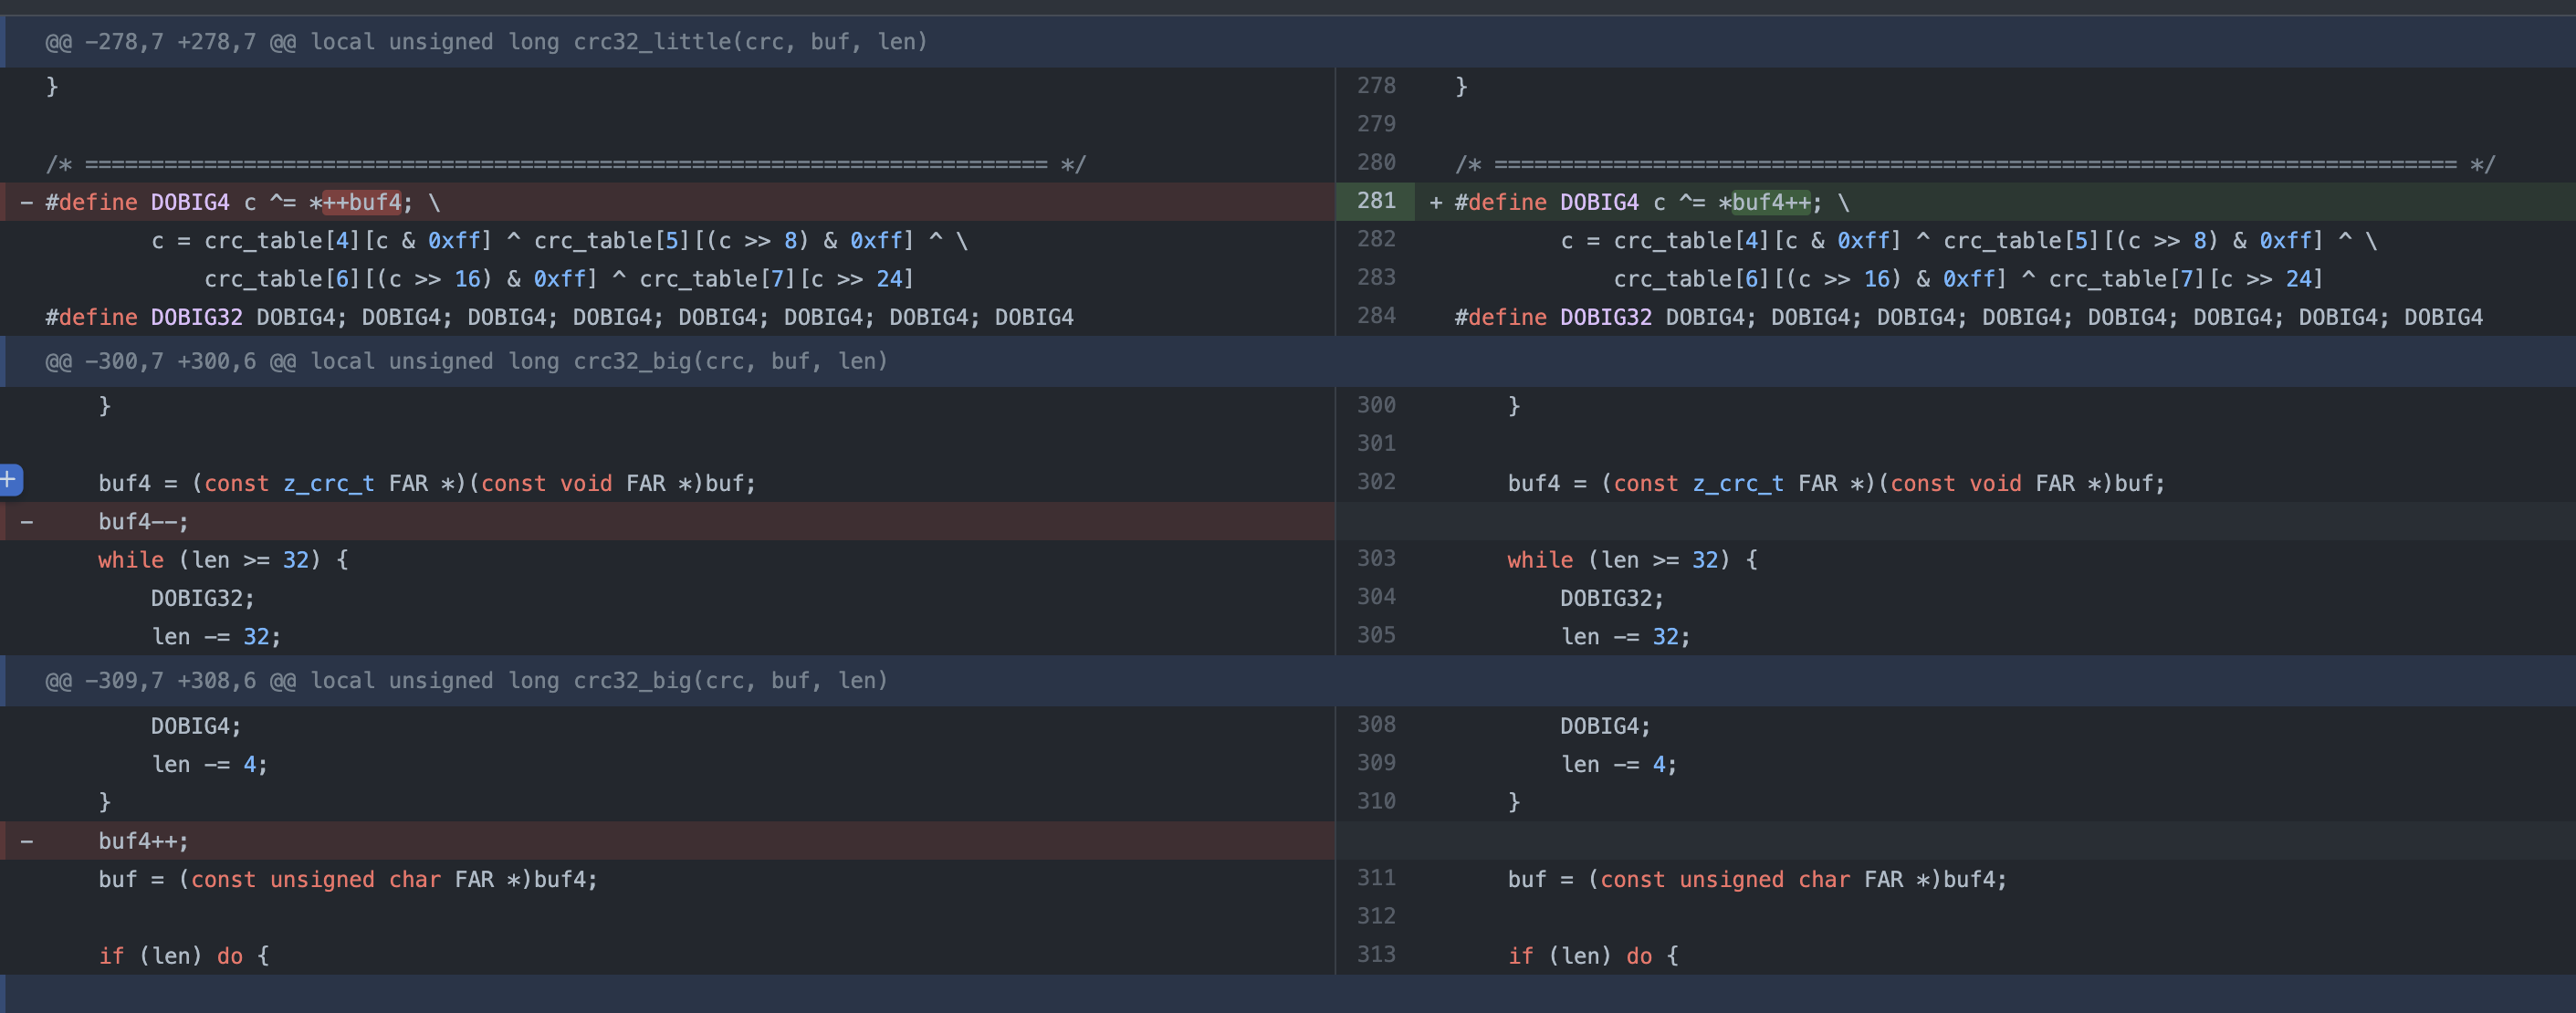 @@ -278,7 +278,7 @@ local unsigned long crc32_little(crc, buf, len)
}
/* ========================================================================= */
- #define DOBIG4 c ^= *++buf4; \
c = crc_table[4][c & 0xff] ^ crc_table[5][(c >> 8) & 0xff] ^ \
crc_table[6][(c >> 16) & 0xff] ^ crc_table[7][c >> 24]
#define DOBIG32 DOBIG4; DOBIG4; DOBIG4; DOBIG4; DOBIG4; DOBIG4; DOBIG4; DOBIG4
278 }
279
280 /* ========================================================================= */
281 + #define DOBIG4 c ^= *buf4++; \
282 c = crc_table[4][c & 0xff] ^ crc_table[5][(c >> 8) & 0xff] ^ \
283 crc_table[6][(c >> 16) & 0xff] ^ crc_table[7][c >> 24]
284 #define DOBIG32 DOBIG4; DOBIG4; DOBIG4; DOBIG4; DOBIG4; DOBIG4; DOBIG4; DOBIG4
@@ -300,7 +300,6 @@ local unsigned long crc32_big(crc, buf, len)
}
buf4 = (const z_crc_t FAR *)(const void FAR *)buf;
- buf4--;
while (len >= 32) {
DOBIG32;
len -= 32;
300 }
301
302 buf4 = (const z_crc_t FAR *)(const void FAR *)buf;
303 while (len >= 32) {
304 DOBIG32;
305 len -= 32;
@@ -309,7 +308,6 @@ local unsigned long crc32_big(crc, buf, len)
DOBIG4;
len -= 4;
}
- buf4++;
buf = (const unsigned char FAR *)buf4;
if (len) do {
308 DOBIG4;
309 len -= 4;
310 }
311 buf = (const unsigned char FAR *)buf4;
312
313 if (len) do {